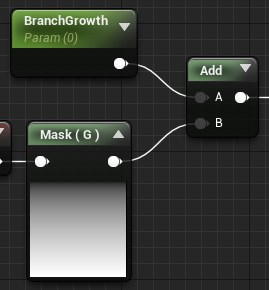 BranchGrowth
Param (0)
Add
A
B
Mask ( G )